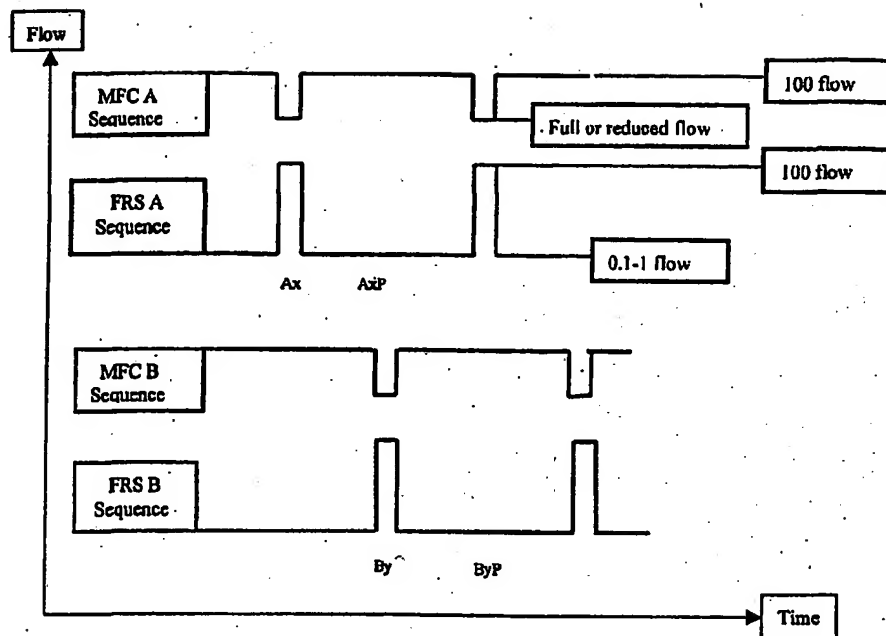 Flow
MFC A
Sequence
100 flow
Full or reduced flow
100 flow
FRS A
Sequence
0.1-1 flow
Ax
AxP
MFC B
Sequence
FRS B
Sequence
By
ByP
Time